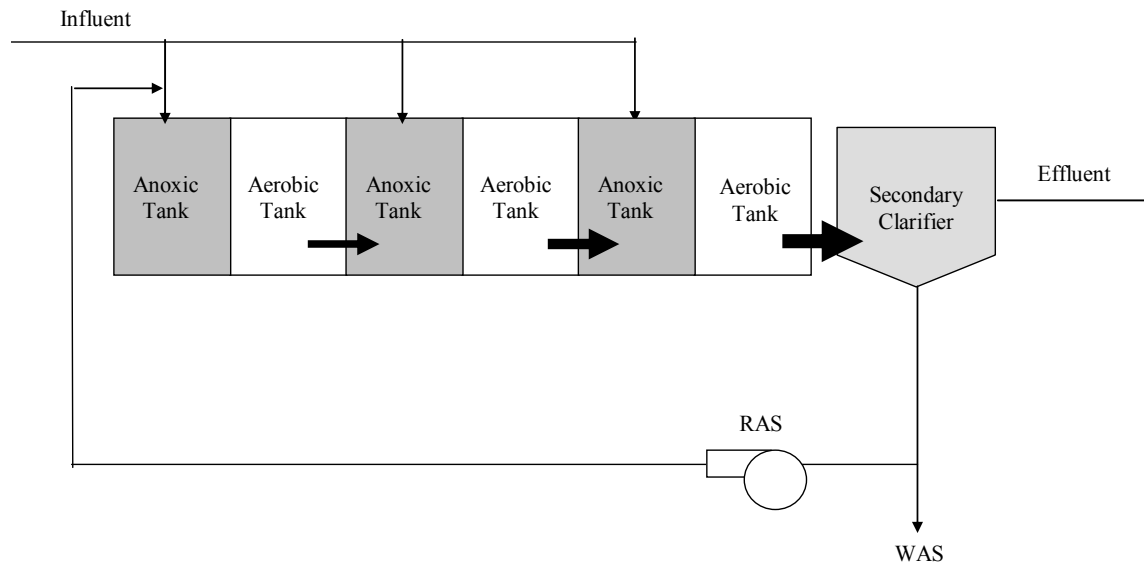 Influent
Anoxic
Tank
Aerobic
Tank
Anoxic
Tank
Aerobic
Tank
Anoxic
Tank
Aerobic
Tank
Secondary
Clarifier
Effluent
RAS
WAS